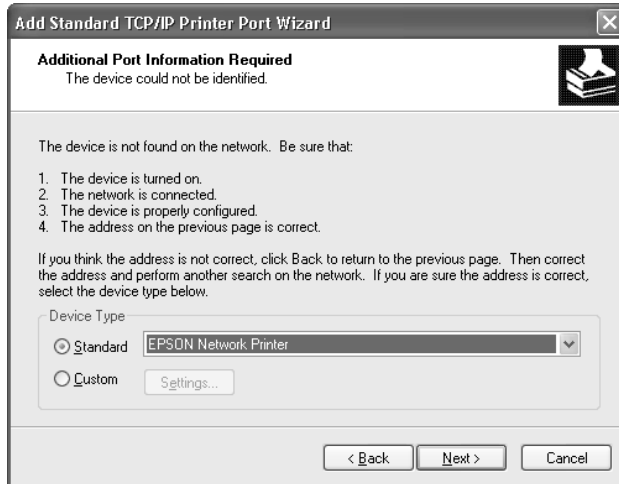 Add Standard TCP/IP Printer Port Wizard
Additional Port Information Required
The device could not be identified.
The device is not found on the network. Be sure that:
1. The device is turned on.
2. The network is connected.
3. The device is properly configured.
4. The address on the previous page is correct.
If you think the address is not correct, click Back to return to the previous page. Then correct
the address and perform another search on the network. If you are sure the address is correct,
select the device type below.
Device Type
Standard
EPSON Network Printer
Custom
Settings...
< Back
Next >
Cancel